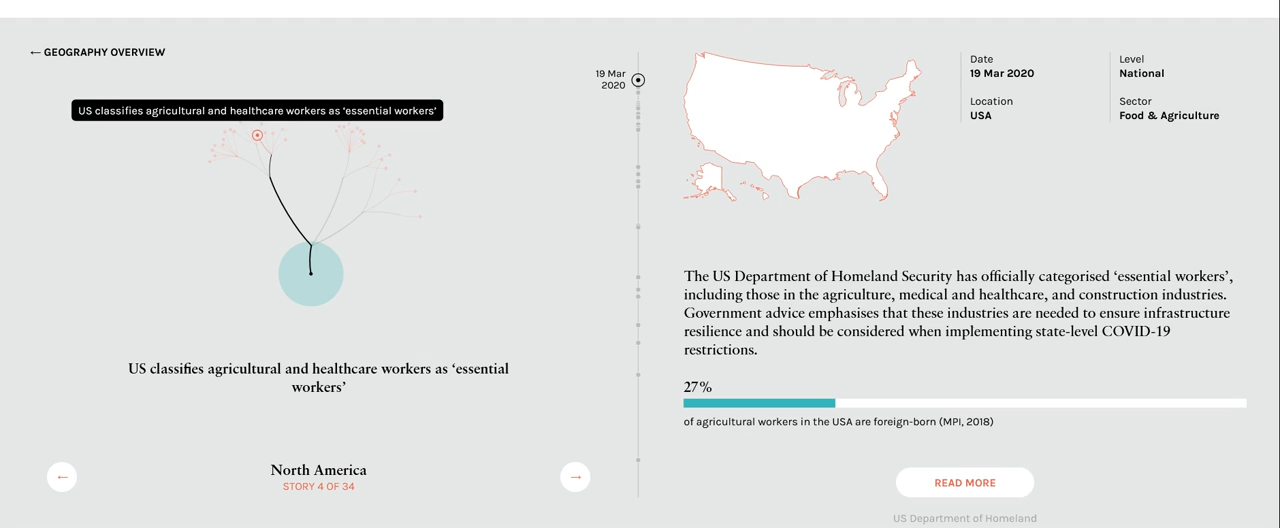 ← GEOGRAPHY OVERVIEW
US classifies agricultural and healthcare workers as ‘essential workers’
US classifies agricultural and healthcare workers as ‘essential
workers’
←
North America
STORY 4 OF 34
→
19 Mar
2020
Date
19 Mar 2020
Level
National
Location
USA
Sector
Food & Agriculture
The US Department of Homeland Security has officially categorised ‘essential workers’,
including those in the agriculture, medical and healthcare, and construction industries.
Government advice emphasises that these industries are needed to ensure infrastructure
resilience and should be considered when implementing state-level COVID-19
restrictions.
27%
of agricultural workers in the USA are foreign-born (MPI, 2018)
READ MORE
US Department of Homeland